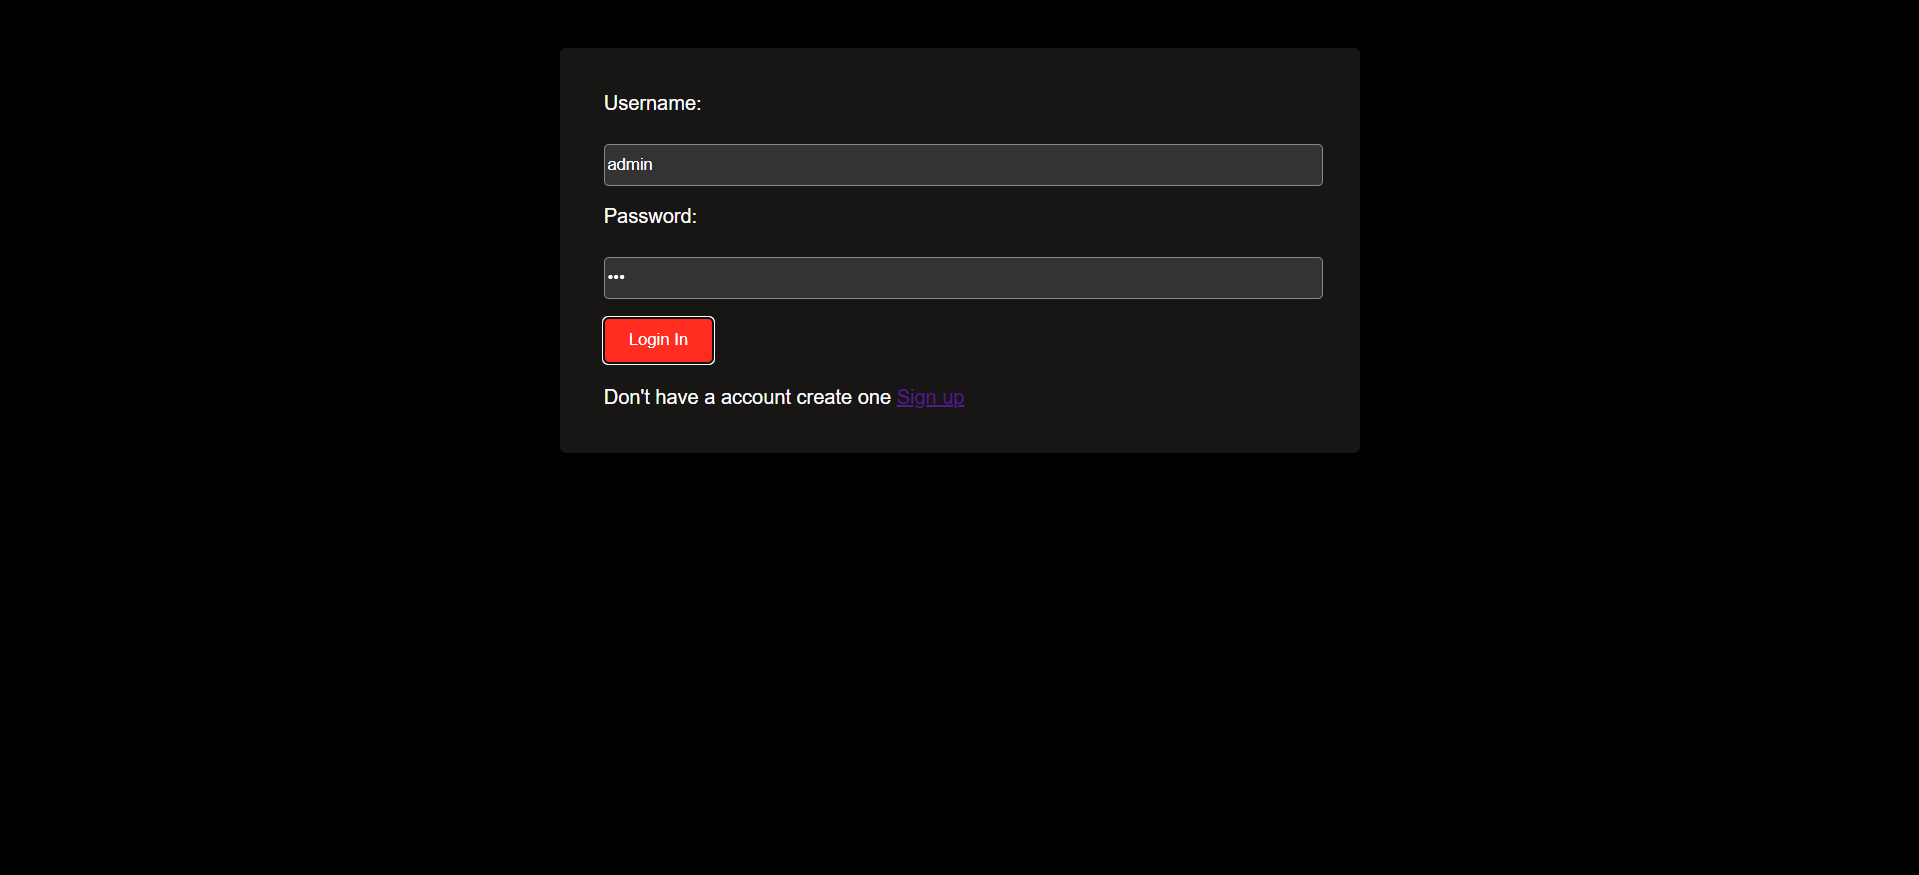 Username:
admin
Password:
•••
Login In
Don't have a account create one Sign up